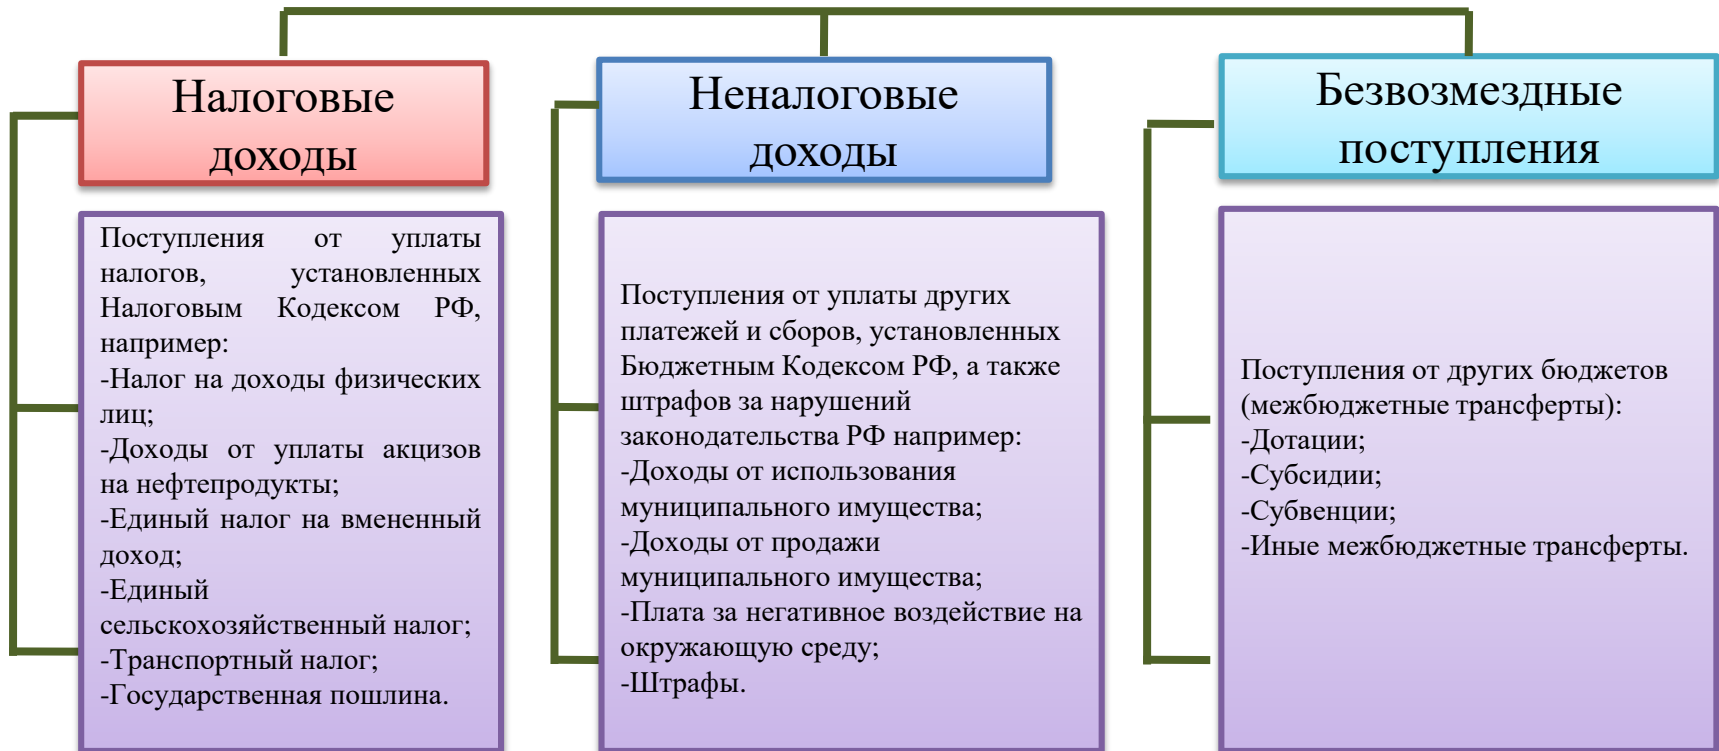 Налоговые
доходы
Поступления от уплаты
налогов, установленных
Налоговым Кодексом РФ,
например:
-Налог на доходы физических
лиц;
-Доходы от уплаты акцизов
на нефтепродукты;
-Единый налог на вмененный
доход;
-Единый
сельскохозяйственный налог;
-Транспортный налог;
-Государственная пошлина.
Неналоговые
доходы
Поступления от уплаты других
платежей и сборов, установленных
Бюджетным Кодексом РФ, а также
штрафов за нарушений
законодательства РФ например:
-Доходы от использования
муниципального имущества;
-Доходы от продажи
муниципального имущества;
-Плата за негативное воздействие на
окружающую среду;
-Штрафы.
Безвозмездные
поступления
Поступления от других бюджетов
(межбюджетные трансферты):
-Дотации;
-Субсидии;
-Субвенции;
-Иные межбюджетные трансферты.